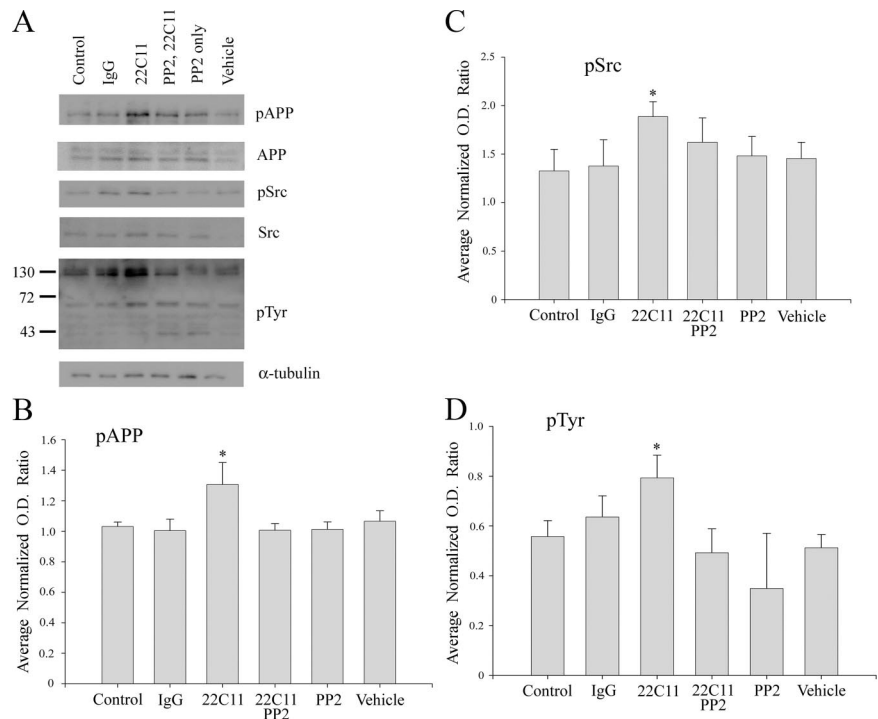 A
Control
IgG
22C11
PP2, 22C11
PP2 only
Vehicle
pAPP
APP
pSrc
Src
130
72
43
pTyr
α-tubulin
B
pAPP
Average Normalized O.D. Ratio
1.6
1.4
1.2
1.0
0.8
0.6
0.4
0.2
0
*
Control
IgG
22C11
22C11
PP2
PP2
Vehicle
C
pSrc
Average Normalized O.D. Ratio
2.5
2.0
1.5
1.0
0.5
0.0
*
Control
IgG
22C11
22C11
PP2
PP2
Vehicle
D
pTyr
Average Normalized O.D. Ratio
1.0
0.8
0.6
0.4
0.2
0
*
Control
IgG
22C11
22C11
PP2
PP2
Vehicle